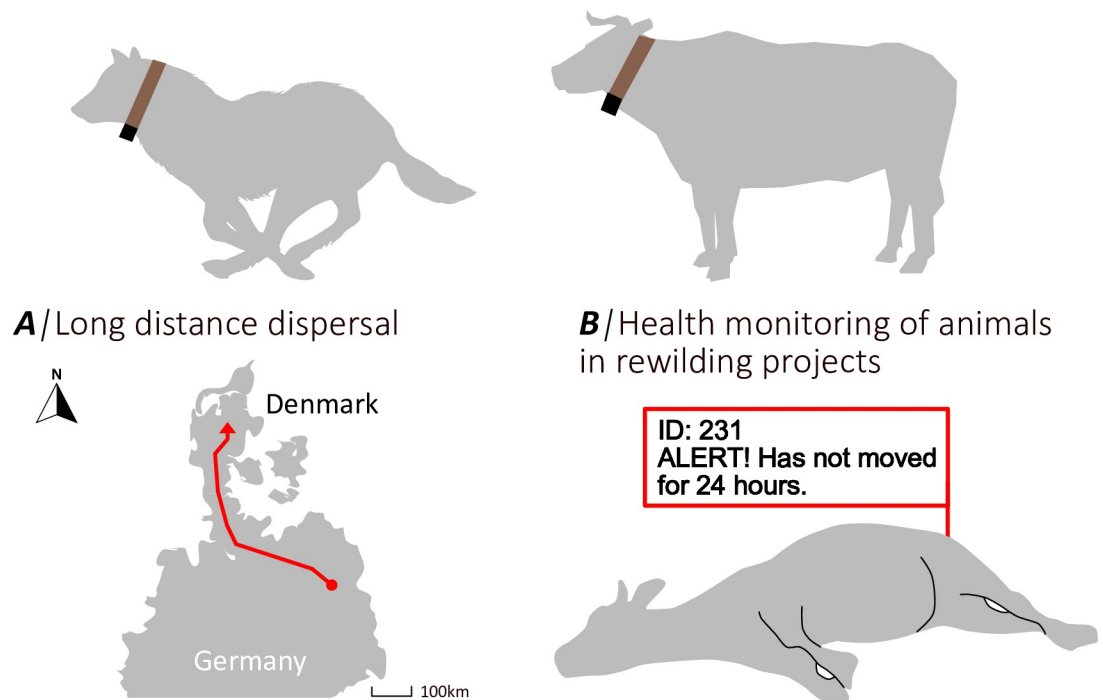 A/Long distance dispersal
N
Denmark
Germany
100km
B/Health monitoring of animals
in rewilding projects
ID: 231
ALERT! Has not moved
for 24 hours.